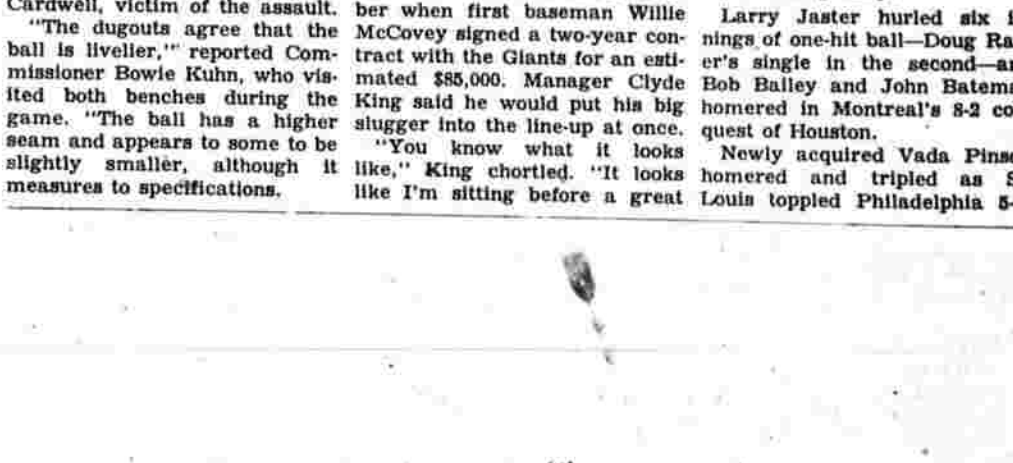 Cardwell, victim of the assault.
"The dugouts agree that the
ball is livelier,'" reported Com-
missioner Bowie Kuhn, who vis-
ited both benches during the
game. "The ball has a higher
seam and appears to some to be
slightly smaller, although it
measures to specifications.
ber when first baseman Willie
McCovey signed a two-year con-
tract with the Giants for an esti-
mated $85,000. Manager Clyde
King said he would put his big
slugger into the line-up at once.
"You know what it looks
like," King chortled. "It looks
like I'm sitting before a great
Larry Jaster hurled six
nings of one-hit ball—Doug
er's single in the second
Bob Bailey and John
homered in Montreal's 8-2
quest of Houston.
Newly acquired Vada
homered and tripled as
Louis toppled Philadelphia